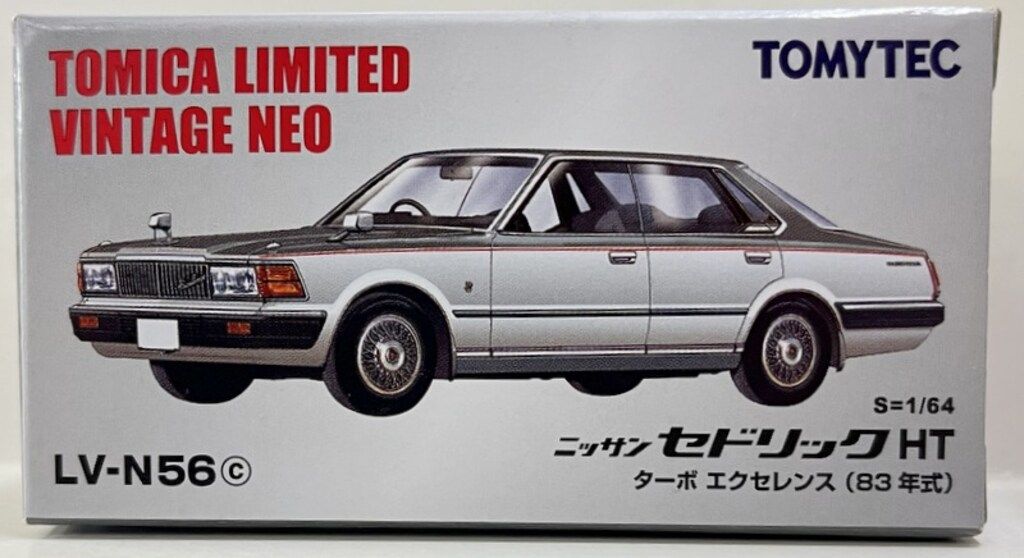 TOMICA LIMITED
VINTAGE NEO
TOMYTEC
S=1/64
LV-N56ⓒ
ニッサン セドリック HT
ターボ エクセレンス (83年式)